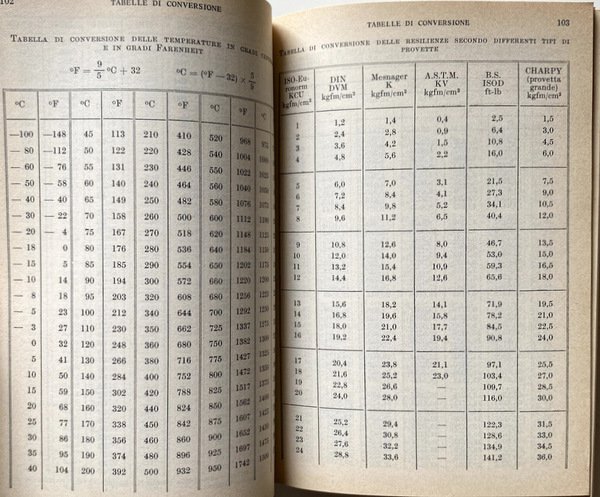 102
TABELLE DI CONVERSIONE
TABELLA DI CONVERSIONE DELLE TEMPERATURE IN GRADI
E IN GRADI FARENHEIT
°F = 9/5 °C + 32 °C = (°F — 32) × 5/9
°C °F °C °F °C °F °C °F °C
—100 —148 45 113 210 410 520 968
— 80 —112 50 122 220 428 540 1004
— 60 — 76 55 131 230 446 550 1022
— 50 — 58 60 140 240 464 560 1040
— 40 — 40 65 149 250 482 580 1076
— 30 — 22 70 158 260 500 600 1112
— 20 — 4 75 167 270 518 620 1148
— 18 0 80 176 280 536 640 1184
— 15 5 85 185 290 554 650 1202
— 10 14 90 194 300 572 660 1220
— 8 18 95 203 320 608 680 1256
— 5 23 100 212 340 644 700 1292
— 3 27 110 230 350 662 725 1337
0 32 120 248 360 680 750 1382
5 41 130 266 380 716 775 1427
10 50 140 284 400 752 800 1472
15 59 150 302 420 788 825 1517
20 68 160 320 440 824 850 1562
25 77 170 338 450 842 875 1607
30 86 180 356 460 860 900 1652
35 95 190 374 480 896 925 1697
40 104 200 392 500 932 950 1742
TABELLE DI CONVERSIONE 103
TABELLA DI CONVERSIONE DELLE RESILIENZE SECONDO DIFFERENTI TIPI DI
PROVETTE
ISO-Eu-
ronorm
KCU
kgfm/cm²
DIN
DVM
kgfm/cm²
Mesnager
K
kgfm/cm²
A.S.T.M.
KV
kgfm/cm²
B.S.
ISOD
ft-lb
CHARPY
(provetta
grande)
kgfm/cm²
1 1,2 1,4 0,4 2,5 1,5
2 2,4 2,8 0,9 6,4 3,0
3 3,6 4,2 1,5 10,8 4,5
4 4,8 5,6 2,2 16,0 6,0
5 6,0 7,0 3,1 21,5 7,5
6 7,2 8,4 4,1 27,3 9,0
7 8,4 9,8 5,2 34,1 10,5
8 9,6 11,2 6,5 40,4 12,0
9 10,8 12,6 8,0 46,7 13,5
10 12,0 14,0 9,4 53,0 15,0
11 13,2 15,4 10,9 59,3 16,5
12 14,4 16,8 12,6 65,6 18,0
13 15,6 18,2 14,1 71,9 19,5
14 16,8 19,6 15,8 78,2 21,0
15 18,0 21,0 17,7 84,5 22,5
16 19,2 22,4 19,4 90,8 24,0
17 20,4 23,8 21,1 97,1 25,5
18 21,6 25,2 23,0 103,4 27,0
19 22,8 26,6 — 109,7 28,5
20 24,0 28,0 — 116,0 30,0
21 25,2 29,4 — 122,3 31,5
22 26,4 30,8 — 128,6 33,0
23 27,6 32,2 — 134,9 34,5
24 28,8 33,6 — 141,2 36,0